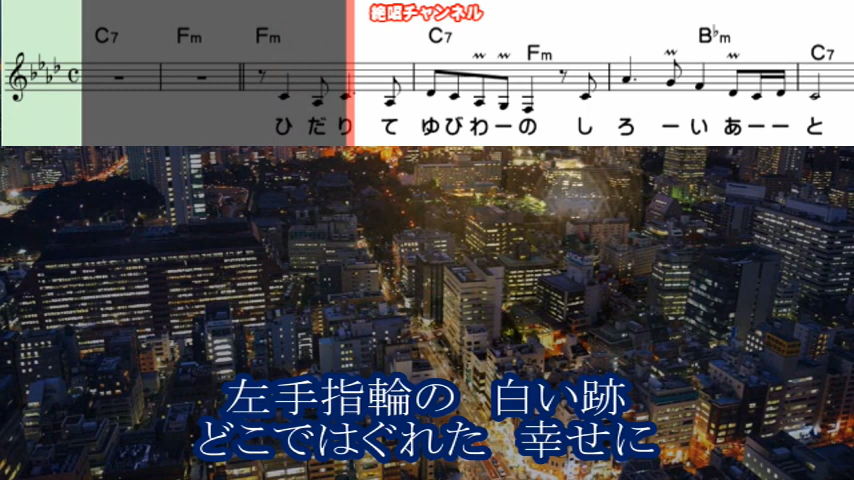 絶唱チャンネル
C7 Fm Fm C7 Fm B♭m C7
ひ だ り て ゆびわーの し ろ ーい あーー と
左手指輪の 白い跡
どこではぐれた 幸せに